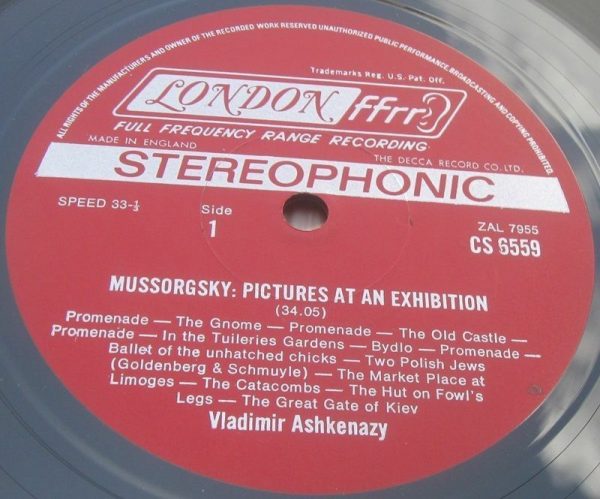 ALL RIGHTS OF THE MANUFACTURERS AND OWNER OF THE RECORDED WORK RESERVED UNAUTHORIZED PUBLIC PERFORMANCE, BROADCASTING AND COPYING PROHIBITED.
Trademarks Reg. U.S. Pat. Off.
LONDON ffrr
FULL FREQUENCY RANGE RECORDING
MADE IN ENGLAND
THE DECCA RECORD CO. LTD.
STEREOPHONIC
SPEED 33-⅓
Side
1
ZAL 7955
CS 6559
MUSSORGSKY: PICTURES AT AN EXHIBITION
(34.05)
Promenade — The Gnome — Promenade — The Old Castle —
Promenade — In the Tuileries Gardens — Bydlo — Promenade —
Ballet of the unhatched chicks — Two Polish Jews
(Goldenberg & Schmuyle) — The Market Place at
Limoges — The Catacombs — The Hut on Fowl's
Legs — The Great Gate of Kiev
Vladimir Ashkenazy